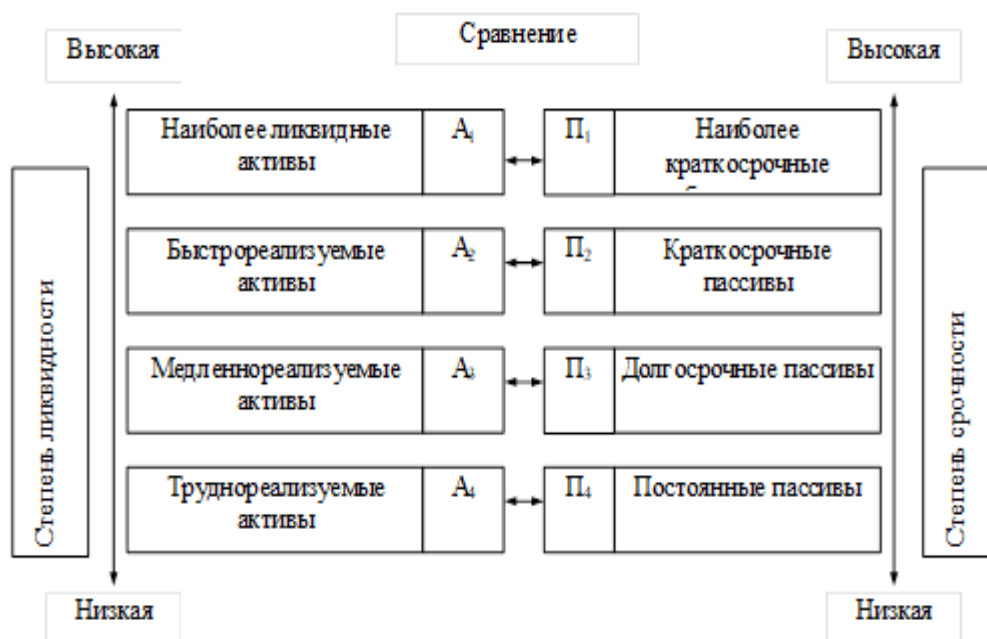 Сравнение
Высокая
Высокая
Наиболее ликвидные
активы
А1
П1
Наиболее
краткосрочные
Быстрореализуемые
активы
А2
П2
Краткосрочные
пассивы
Медленнореализуемые
активы
А3
П3
Долгосрочные пассивы
Труднореализуемые
активы
А4
П4
Постоянные пассивы
Степень ликвидности
Степень срочности
Низкая
Низкая